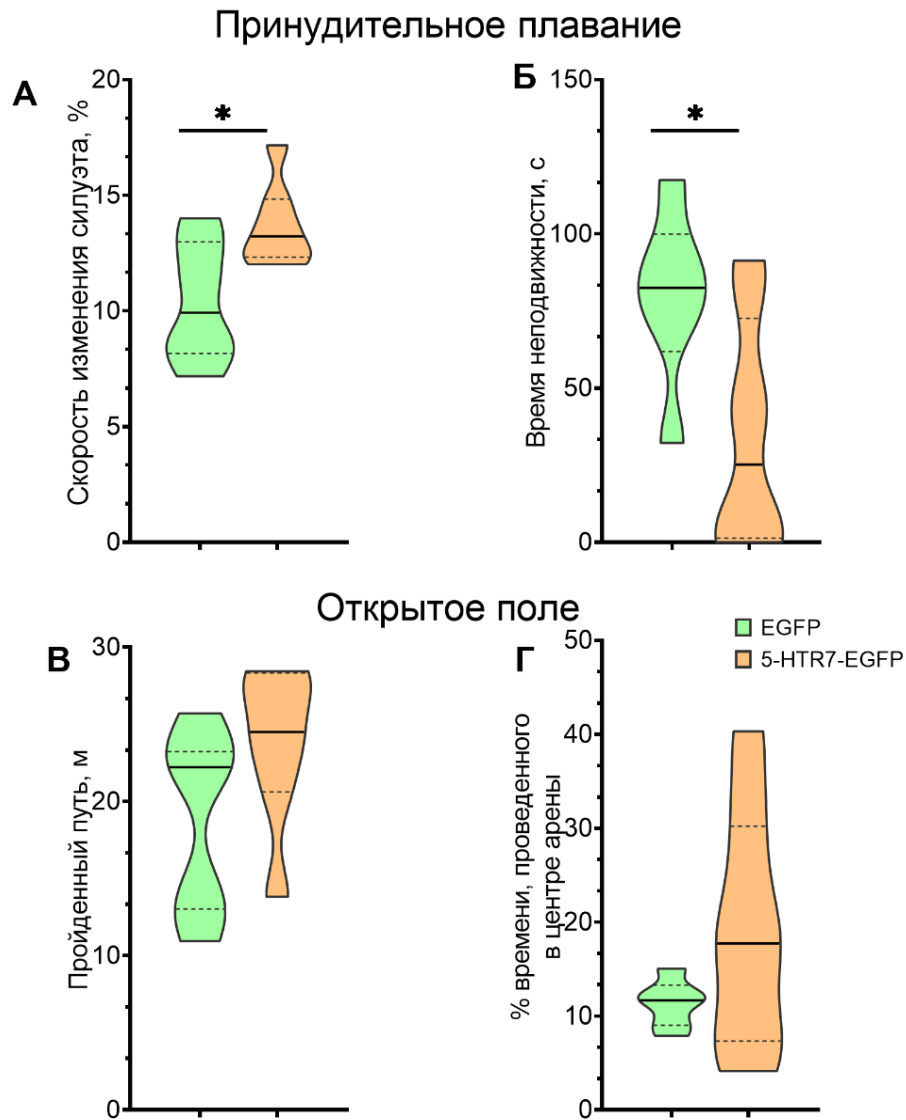 Принудительное плавание
А
Скорость изменения силуэта, %
20
15
10
5
0
*
Б
Время неподвижности, с
150
100
50
0
*
Открытое поле
В
Пройденный путь, м
30
20
10
0
Г
% времени, проведенного
в центре арены
50
40
30
20
10
0
EGFP
5-HTR7-EGFP